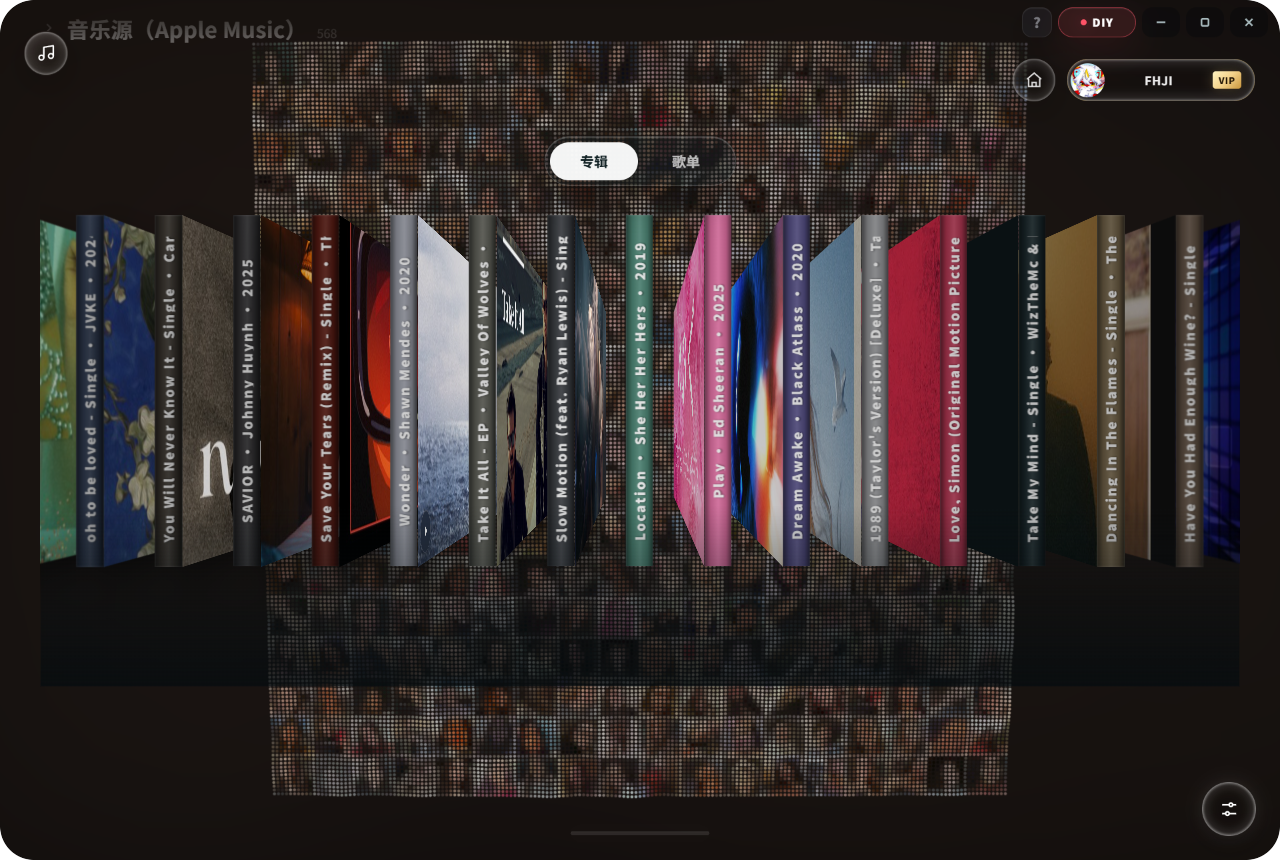 音乐源（Apple Music） 568
? DIY
FHJI VIP
专辑 歌单
oh to be loved - Single • JVKE • 202
You Will Never Know It - Single • Car
n
SAVIOR • Johnny Huynh • 2025
Save Your Tears (Remix) - Single •
Wonder • Shawn Mendes • 2020
Take It All - EP • Valley Of Wolves •
Slow Motion (feat. Ryan Lewis) - Sing
Location • She Her Her Hers • 2019
Play • Ed Sheeran • 2025
Dream Awake • Black Atlass • 2020
1989 (Taylor's Version) [Deluxe] • Ta
Love, Simon (Original Motion Picture
Take My Mind - Single • WizTheMc &
Dancing In The Flames - Single • The
Have You Had Enough Wine? - Single